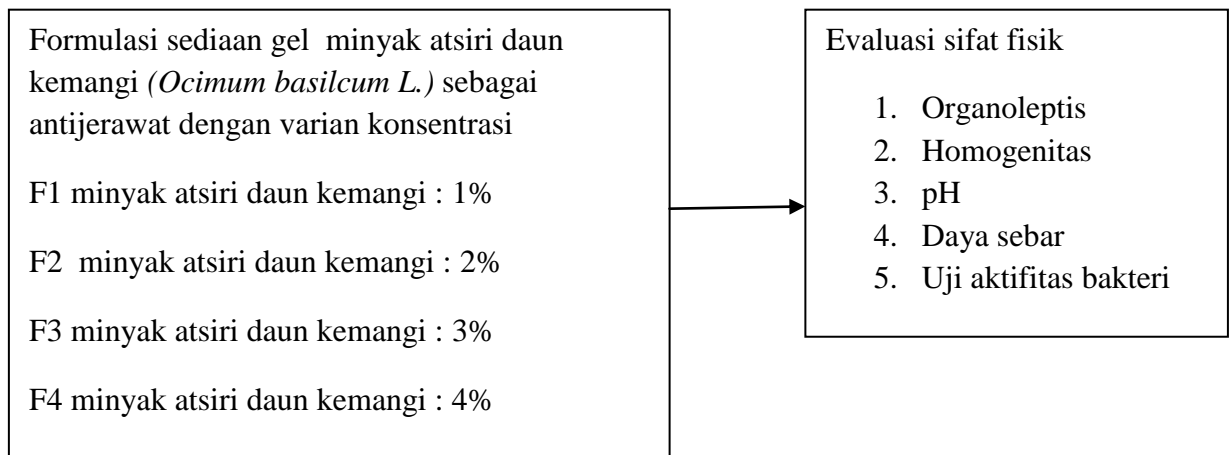 Formulasi sediaan gel minyak atsiri daun
kemangi (Ocimum basilcum L.) sebagai
antijerawat dengan varian konsentrasi
F1 minyak atsiri daun kemangi : 1%
F2 minyak atsiri daun kemangi : 2%
F3 minyak atsiri daun kemangi : 3%
F4 minyak atsiri daun kemangi : 4%
Evaluasi sifat fisik
1. Organoleptis
2. Homogenitas
3. pH
4. Daya sebar
5. Uji aktifitas bakteri